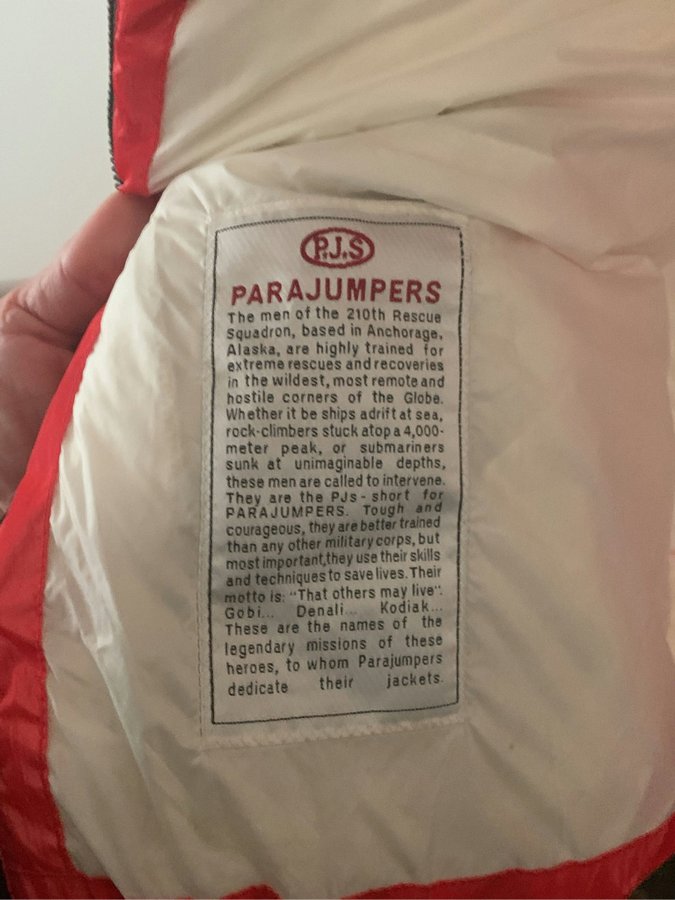 P.J.S
PARAJUMPERS
The men of the 210th Rescue
Squadron, based in Anchorage,
Alaska, are highly trained for
extreme rescues and recoveries
in the wildest, most remote and
hostile corners of the Globe.
Whether it be ships adrift at sea,
rock-climbers stuck atop a 4,000-
meter peak, or submariners
sunk at unimaginable depths,
these men are called to intervene.
They are the PJs - short for
PARAJUMPERS. Tough and
courageous, they are better trained
than any other military corps, but
most important,they use their skills
and techniques to save lives. Their
motto is: "That others may live".
Gobi... Denali... Kodiak...
These are the names of the
legendary missions of these
heroes, to whom Parajumpers
dedicate their jackets.